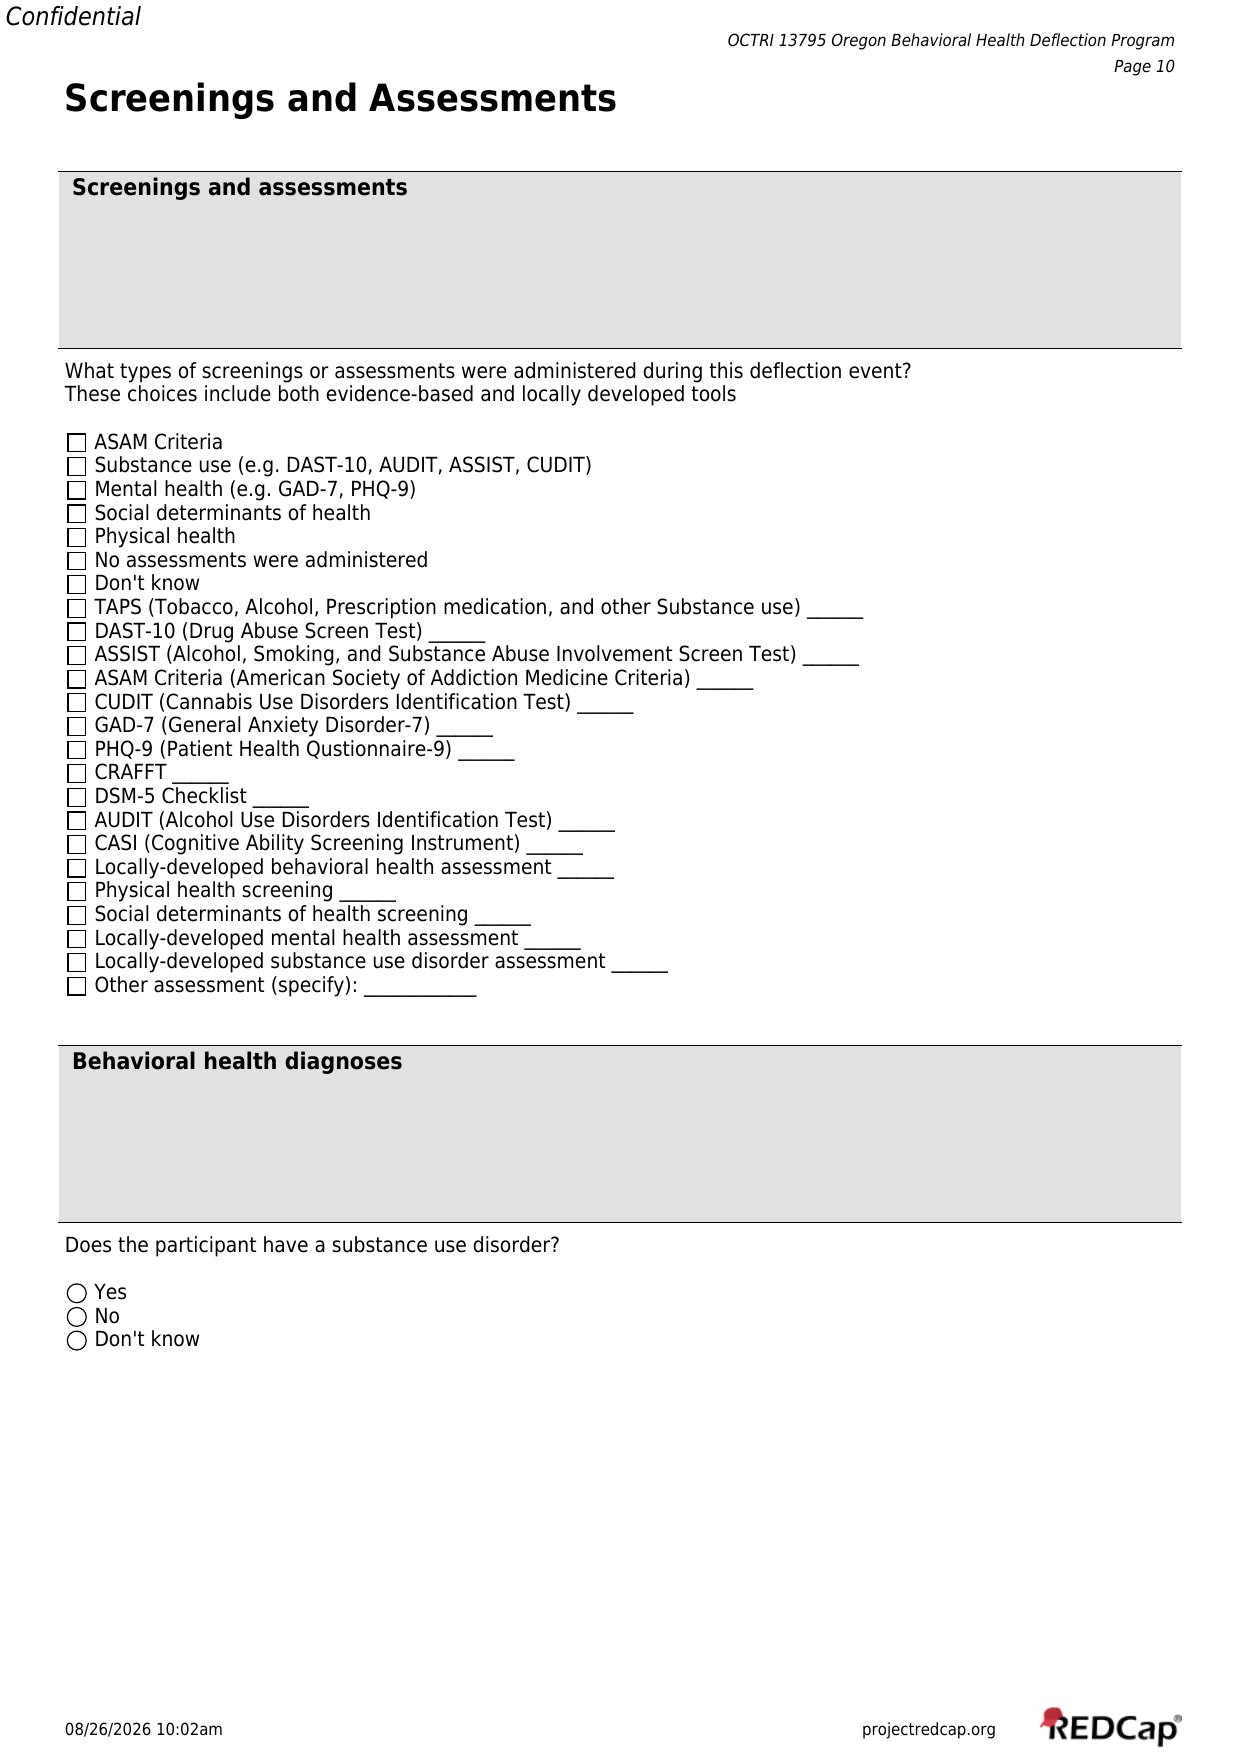 Confidential
OCTRI 13795 Oregon Behavioral Health Deflection Program
Page 10
Screenings and Assessments
Screenings and assessments
What types of screenings or assessments were administered during this deflection event?
These choices include both evidence-based and locally developed tools
ASAM Criteria
Substance use (e.g. DAST-10, AUDIT, ASSIST, CUDIT)
Mental health (e.g. GAD-7, PHQ-9)
Social determinants of health
Physical health
No assessments were administered
Don't know
TAPS (Tobacco, Alcohol, Prescription medication, and other Substance use) ______
DAST-10 (Drug Abuse Screen Test) ______
ASSIST (Alcohol, Smoking, and Substance Abuse Involvement Screen Test) ______
ASAM Criteria (American Society of Addiction Medicine Criteria) ______
CUDIT (Cannabis Use Disorders Identification Test) ______
GAD-7 (General Anxiety Disorder-7) ______
PHQ-9 (Patient Health Qustionnaire-9) ______
CRAFFT ______
DSM-5 Checklist ______
AUDIT (Alcohol Use Disorders Identification Test) ______
CASI (Cognitive Ability Screening Instrument) ______
Locally-developed behavioral health assessment ______
Physical health screening ______
Social determinants of health screening ______
Locally-developed mental health assessment ______
Locally-developed substance use disorder assessment ______
Other assessment (specify): ____________
Behavioral health diagnoses
Does the participant have a substance use disorder?
Yes
No
Don't know
08/26/2026 10:02am
projectredcap.org
REDCap®